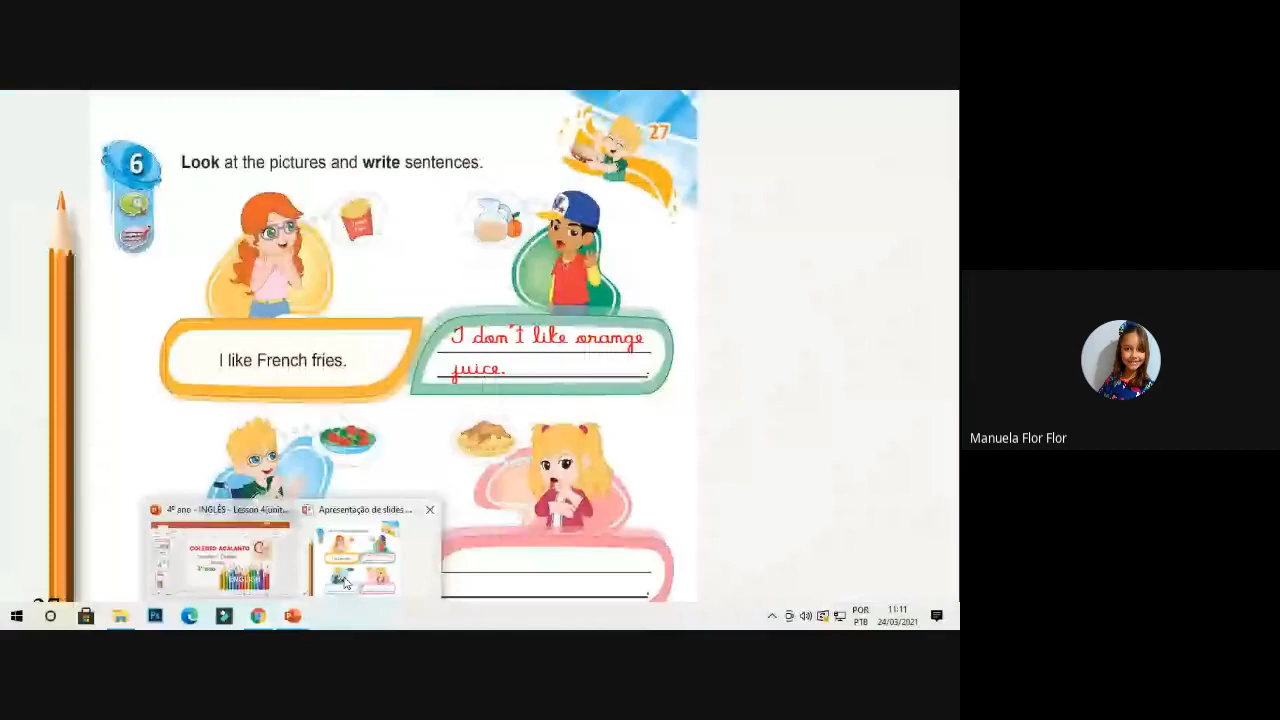 27
6
Look at the pictures and write sentences.
I don't like orange
I like French fries.
juice.
.
.
4º ano - INGLÊS - Lesson 4(unit...
Apresentação de slides ...
COLÉGIO ACALANTO
ENGLISH
Manuela Flor Flor
POR
PTB
11:11
24/03/2021